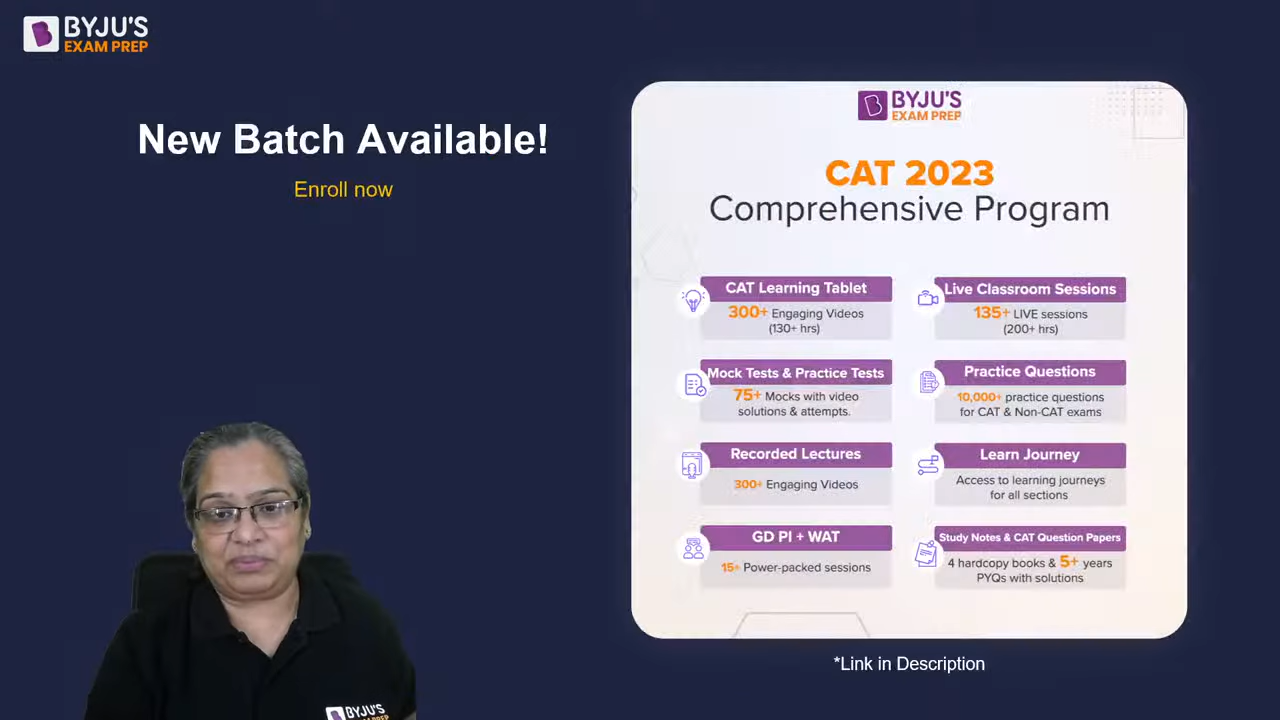 BYJU'S
EXAM PREP
New Batch Available!
Enroll now
BYJU'S
EXAM PREP
CAT 2023
Comprehensive Program
CAT Learning Tablet
300+ Engaging Videos
(130+ hrs)
Live Classroom Sessions
135+ LIVE sessions
(200+ hrs)
Mock Tests & Practice Tests
75+ Mocks with video
solutions & attempts.
Practice Questions
10,000+ practice questions
for CAT & Non-CAT exams
Recorded Lectures
300+ Engaging Videos
Learn Journey
Access to learning journeys
for all sections
GD PI + WAT
15+ Power-packed sessions
Study Notes & CAT Question Papers
4 hardcopy books & 5+ years
PYQs with solutions
*Link in Description
BYJU'S
EXAM PREP